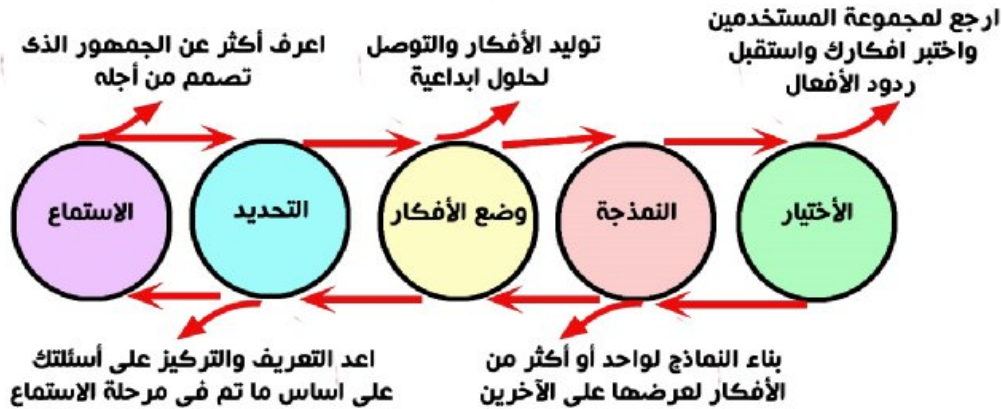 ارجع لمجموعة المستخدمين
واختبر افكارك واستقبل
ردود الأفعال
توليد الأفكار والتوصل
لحلول ابداعية
اعرف أكثر عن الجمهور الذى
تصمم من أجله
الأختيار
النمذجة
وضع الأفكار
التحديد
الاستماع
بناء النماذج لواحد أو أكثر من
الأفكار لعرضها على الآخرين
اعد التعريف والتركيز على أسئلتك
على اساس ما تم فى مرحلة الاستماع